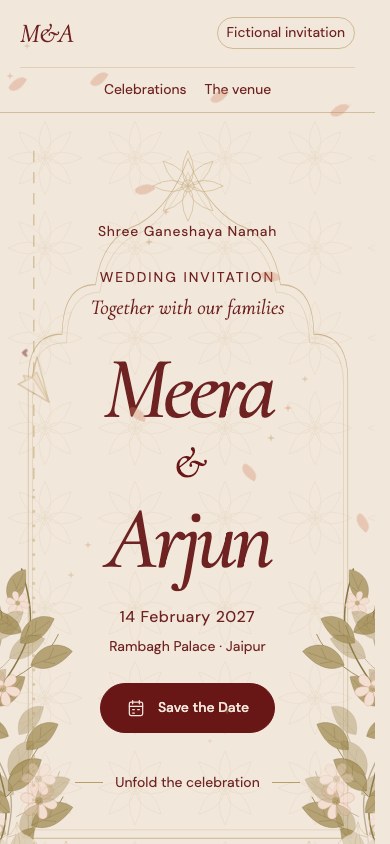 M&A
Fictional invitation
Celebrations
The venue
Shree Ganeshaya Namah
WEDDING INVITATION
Together with our families
Meera
&
Arjun
14 February 2027
Rambagh Palace · Jaipur
Save the Date
Unfold the celebration